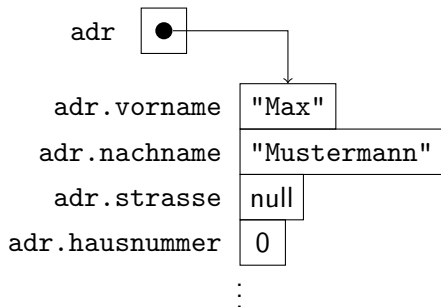 adr
adr.vorname "Max"
adr.nachname "Mustermann"
adr.strasse null
adr.hausnummer 0
⋮